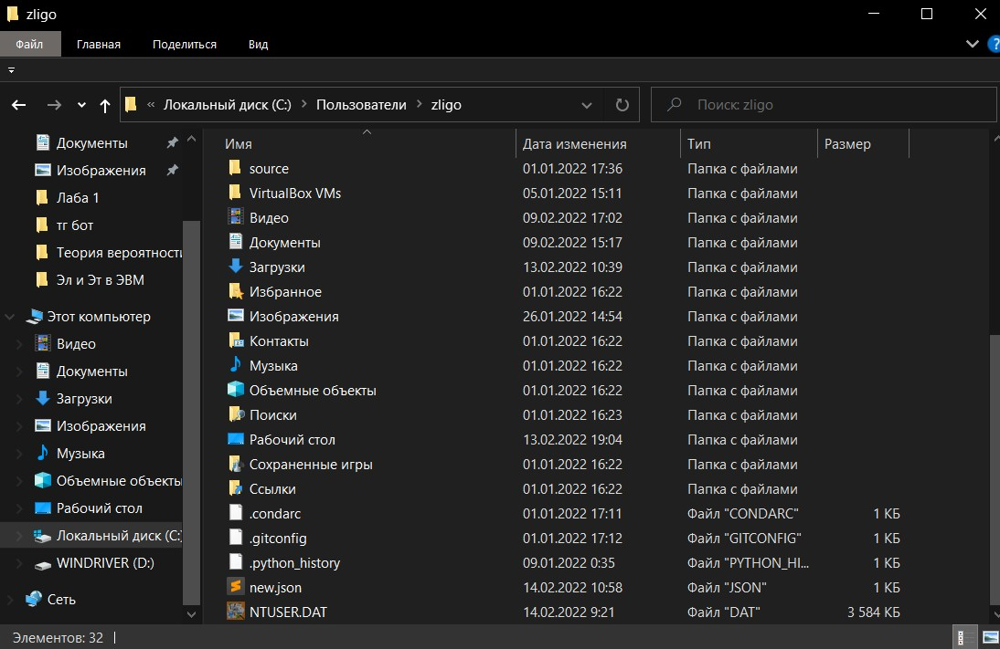 zligo
Файл Главная Поделиться Вид
Локальный диск (C:) Пользователи zligo Поиск: zligo
Документы
Изображения
Лаба 1
тг бот
Теория вероятности
Эл и Эт в ЭВМ
Этот компьютер
Видео
Документы
Загрузки
Изображения
Музыка
Объемные объекты
Рабочий стол
Локальный диск (C:)
WINDRIVER (D:)
Сеть
Имя Дата изменения Тип Размер
source 01.01.2022 17:36 Папка с файлами
VirtualBox VMs 05.01.2022 15:11 Папка с файлами
Видео 09.02.2022 17:02 Папка с файлами
Документы 09.02.2022 15:17 Папка с файлами
Загрузки 13.02.2022 10:39 Папка с файлами
Избранное 01.01.2022 16:22 Папка с файлами
Изображения 26.01.2022 14:54 Папка с файлами
Контакты 01.01.2022 16:22 Папка с файлами
Музыка 01.01.2022 16:22 Папка с файлами
Объемные объекты 01.01.2022 16:22 Папка с файлами
Поиски 01.01.2022 16:23 Папка с файлами
Рабочий стол 13.02.2022 19:04 Папка с файлами
Сохраненные игры 01.01.2022 16:22 Папка с файлами
Ссылки 01.01.2022 16:22 Папка с файлами
.condarc 01.01.2022 17:11 Файл "CONDARC" 1 КБ
.gitconfig 01.01.2022 17:12 Файл "GITCONFIG" 1 КБ
.python_history 09.01.2022 0:35 Файл "PYTHON_HI... 1 КБ
new.json 14.02.2022 10:58 Файл "JSON" 1 КБ
NTUSER.DAT 14.02.2022 9:21 Файл "DAT" 3 584 КБ
Элементов: 32